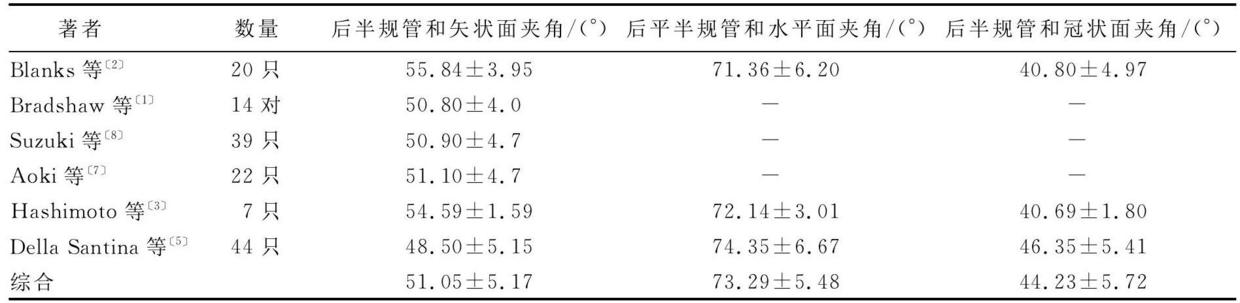 著者 数量 后半规管和矢状面夹角/(°) 后平半规管和水平面夹角/(°) 后半规管和冠状面夹角/(°)
Blanks 等〔2〕 20 只 55.84±3.95 71.36±6.20 40.80±4.97
Bradshaw 等〔1〕 14 对 50.80±4.0 — —
Suzuki 等〔8〕 39 只 50.90±4.7 — —
Aoki 等〔7〕 22 只 51.10±4.7 — —
Hashimoto 等〔3〕 7 只 54.59±1.59 72.14±3.01 40.69±1.80
Della Santina 等〔5〕 44 只 48.50±5.15 74.35±6.67 46.35±5.41
综合 51.05±5.17 73.29±5.48 44.23±5.72